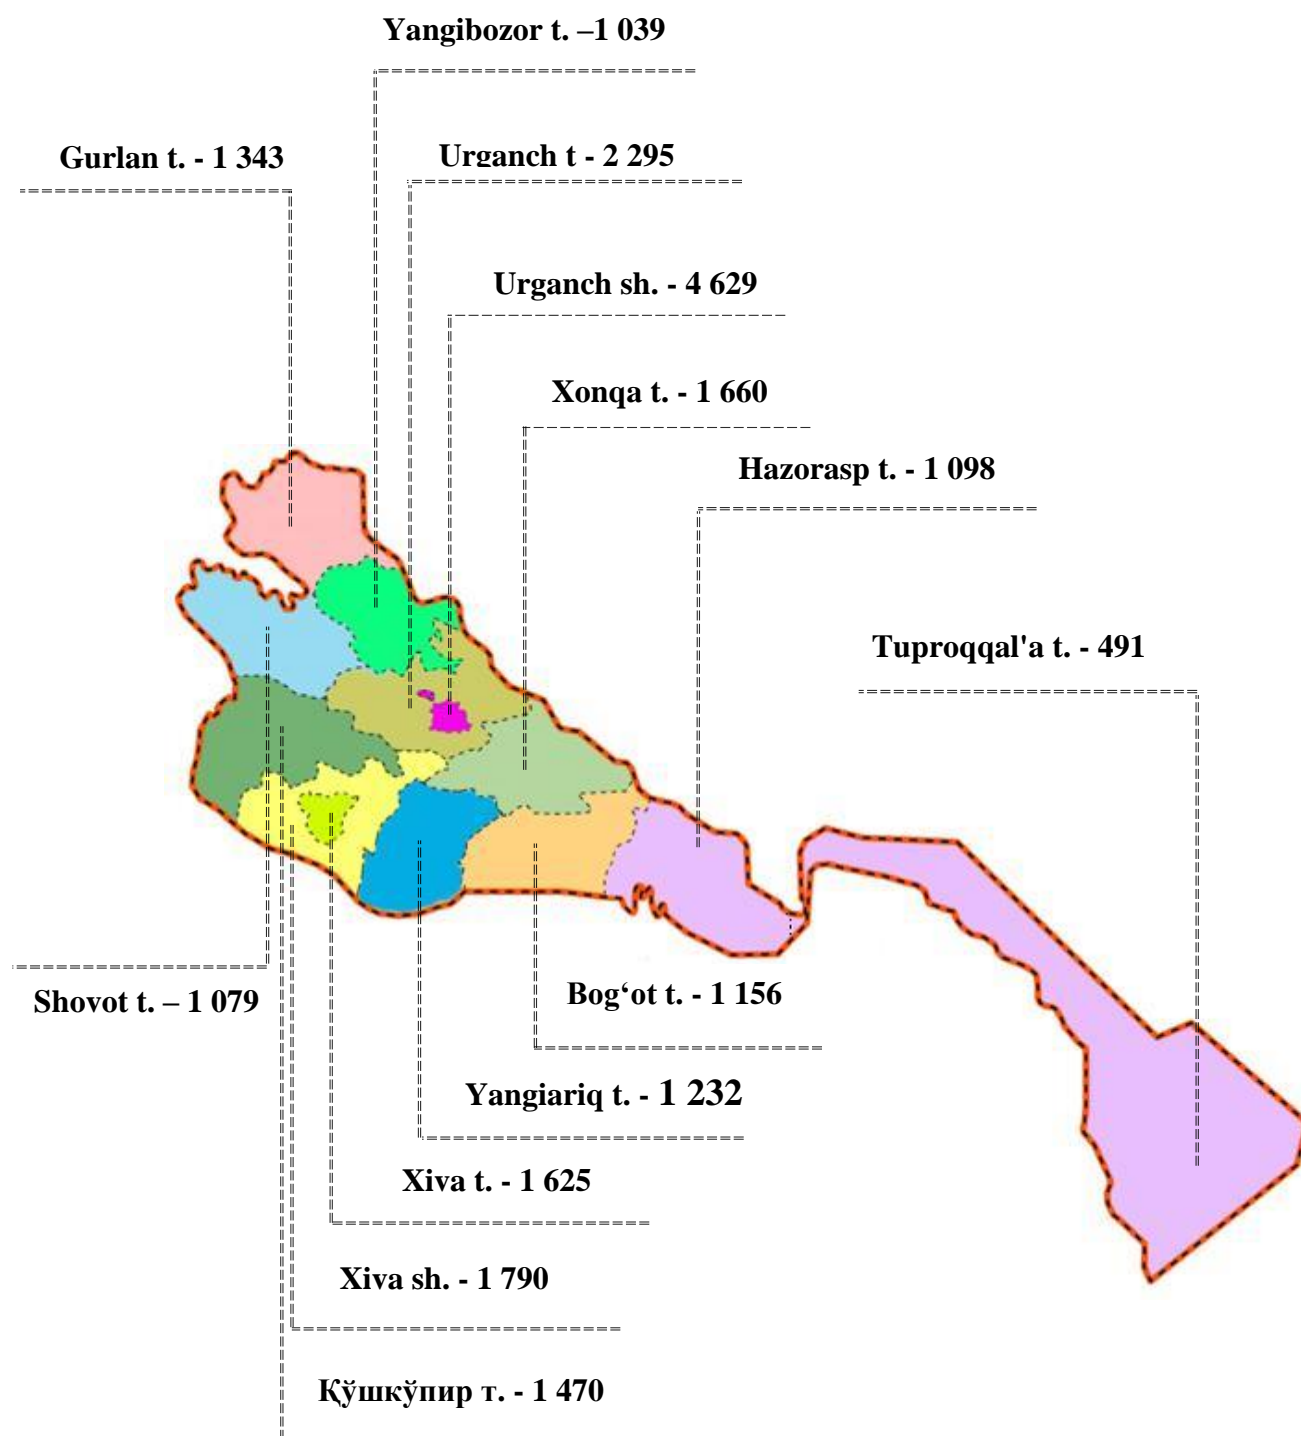 Yangibozor t. –1 039
Gurlan t. - 1 343
Urganch t - 2 295
Urganch sh. - 4 629
Xonqa t. - 1 660
Hazorasp t. - 1 098
Tuproqqal'a t. - 491
Shovot t. – 1 079
Bog‘ot t. - 1 156
Yangiariq t. - 1 232
Xiva t. - 1 625
Xiva sh. - 1 790
Қўшкўпир т. - 1 470